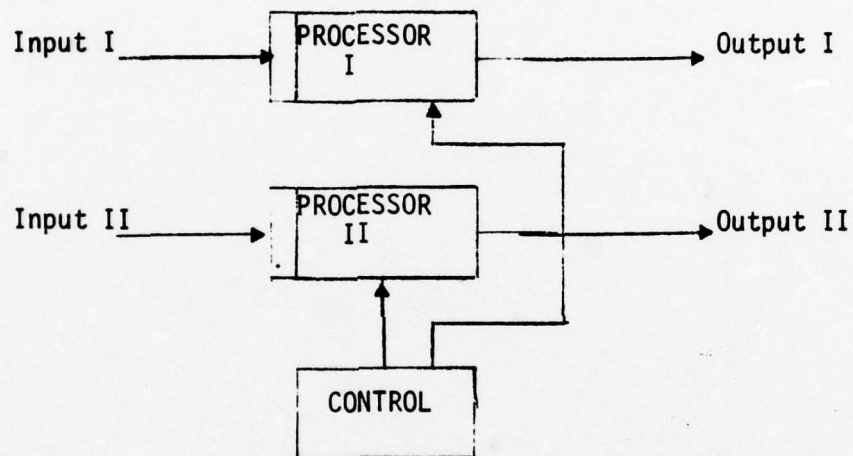 Input I
PROCESSOR
I
Output I
Input II
PROCESSOR
II
Output II
CONTROL